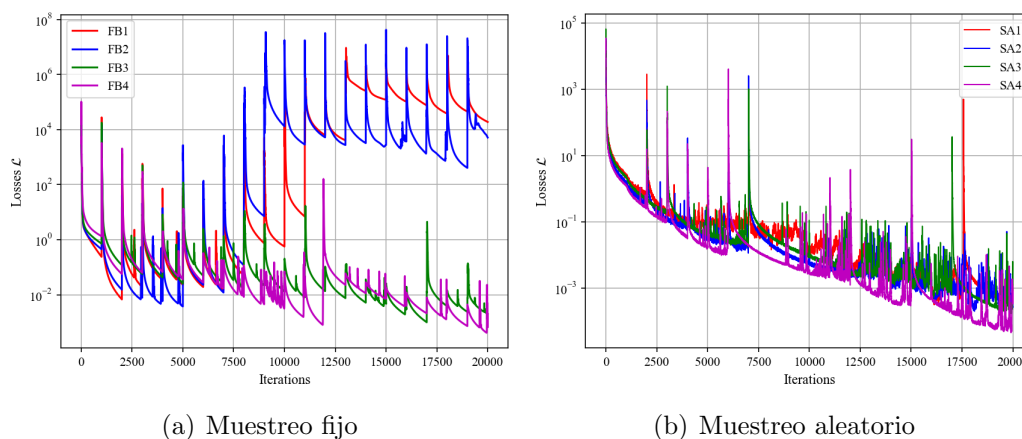 10^8
10^6
10^4
10^2
10^0
10^-2
Losses ℒ
FB1
FB2
FB3
FB4
0 2500 5000 7500 10000 12500 15000 17500 20000
Iterations
(a) Muestreo fijo
10^5
10^3
10^1
10^-1
10^-3
Losses ℒ
SA1
SA2
SA3
SA4
0 2500 5000 7500 10000 12500 15000 17500 20000
Iterations
(b) Muestreo aleatorio